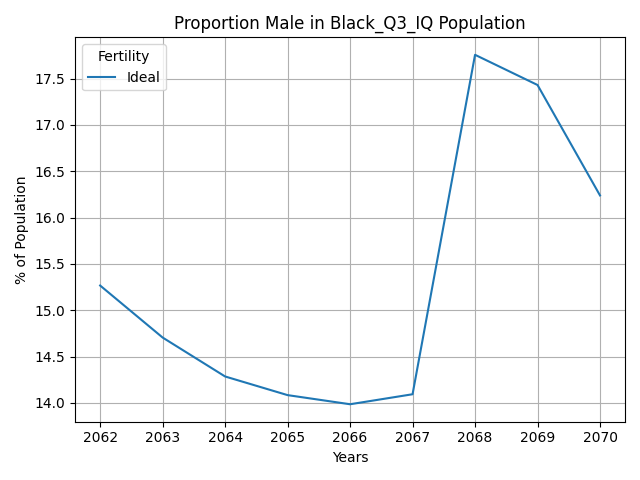 Proportion Male in Black_Q3_IQ Population
Fertility
Ideal
% of Population
17.5
17.0
16.5
16.0
15.5
15.0
14.5
14.0
2062 2063 2064 2065 2066 2067 2068 2069 2070
Years